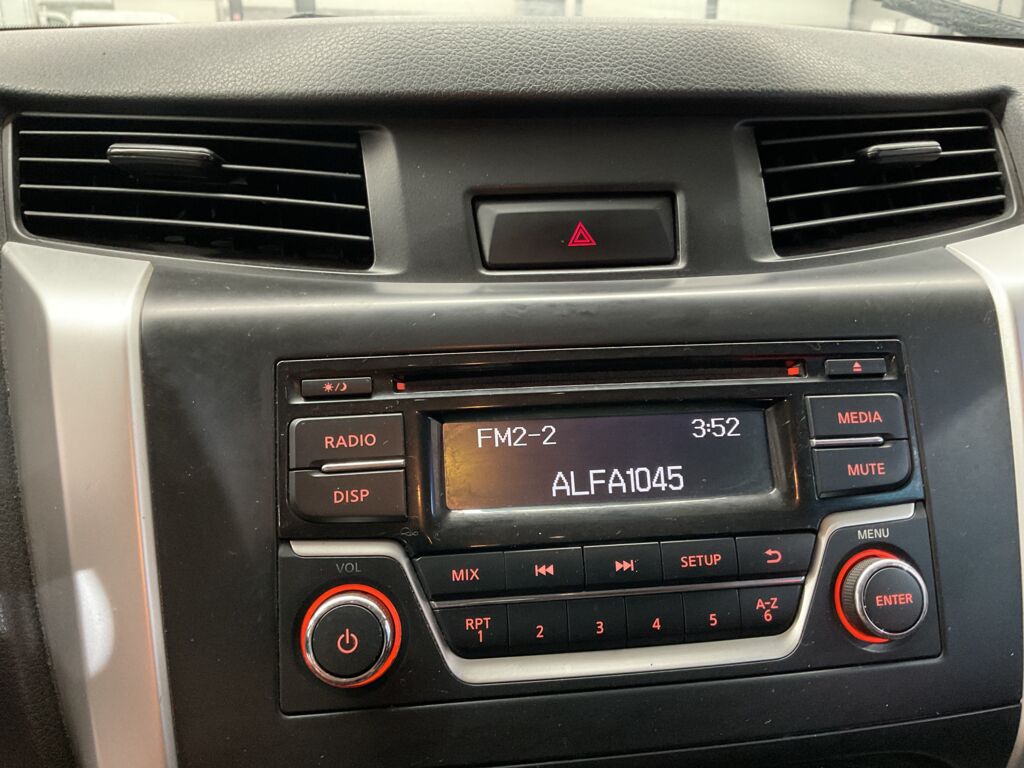 RADIO
DISP
FM2-2
3:52
ALFA1045
MEDIA
MUTE
VOL
MIX
SETUP
MENU
RPT
1
2
3
4
5
A-Z
6
ENTER